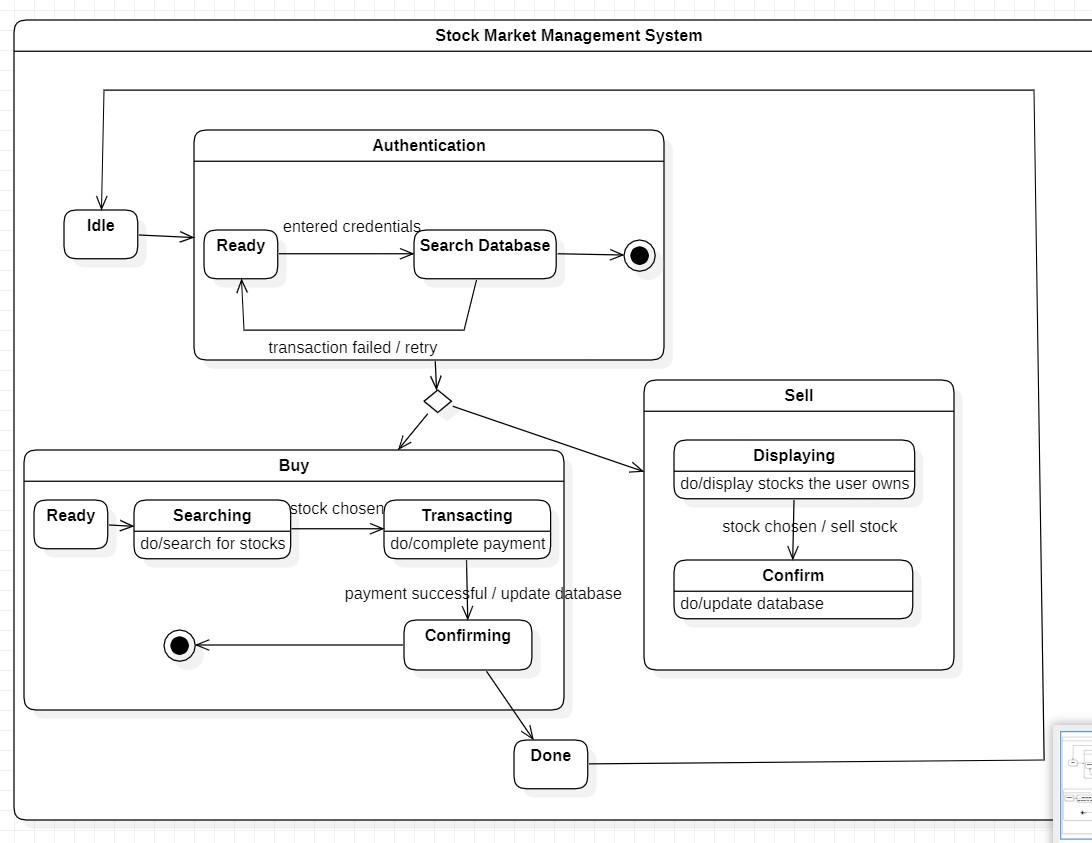 Stock Market Management System
Authentication
Idle
entered credentials
Ready
Search Database
transaction failed / retry
Sell
Displaying
do/display stocks the user owns
stock chosen / sell stock
Confirm
do/update database
Buy
Ready
Searching
do/search for stocks
stock chosen
Transacting
do/complete payment
payment successful / update database
Confirming
Done